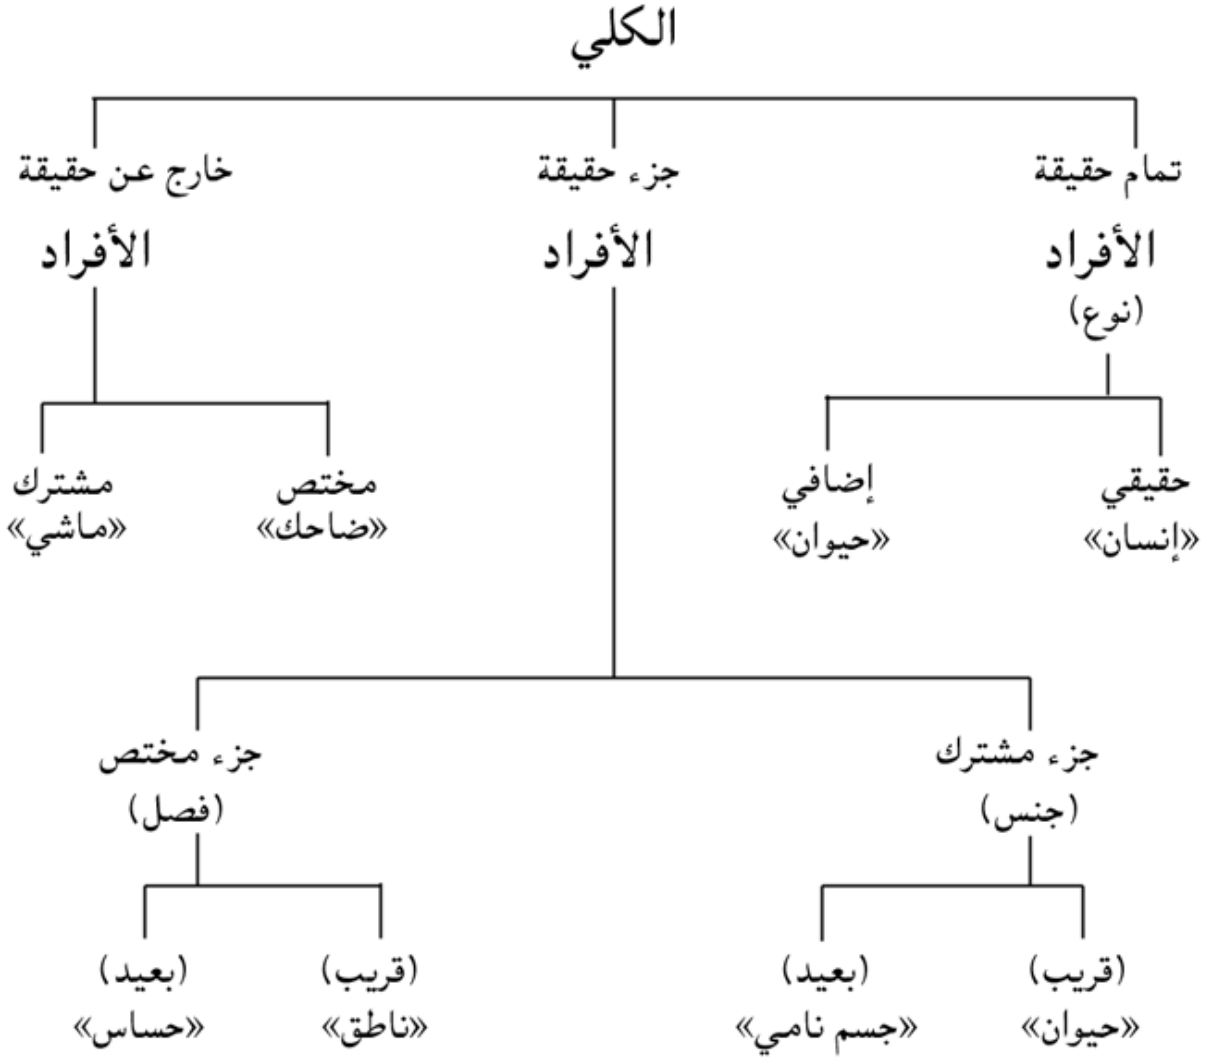 الكلي
تمام حقيقة
الأفراد
(نوع)
جزء حقيقة
الأفراد
خارج عن حقيقة
الأفراد
حقيقي
«إنسان»
إضافي
«حيوان»
مختص
«ضاحك»
مشترك
«ماشي»
جزء مشترك
(جنس)
جزء مختص
(فصل)
(قريب)
«حيوان»
(بعيد)
«جسم نامي»
(قريب)
«ناطق»
(بعيد)
«حساس»